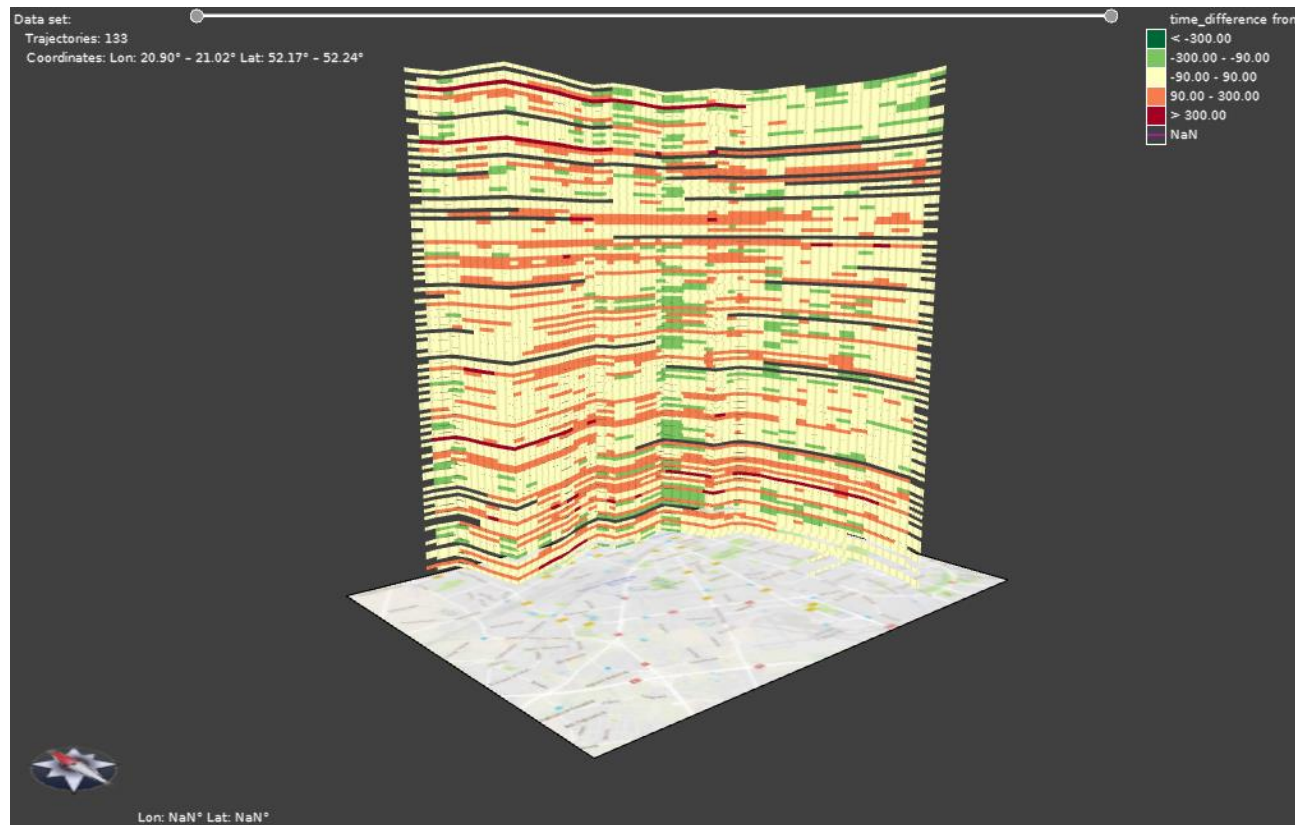 Data set:
Trajectories: 133
Coordinates: Lon: 20.90° – 21.02° Lat: 52.17° – 52.24°
time_difference fron
< -300.00
-300.00 - -90.00
-90.00 - 90.00
90.00 - 300.00
> 300.00
NaN
Lon: NaN° Lat: NaN°